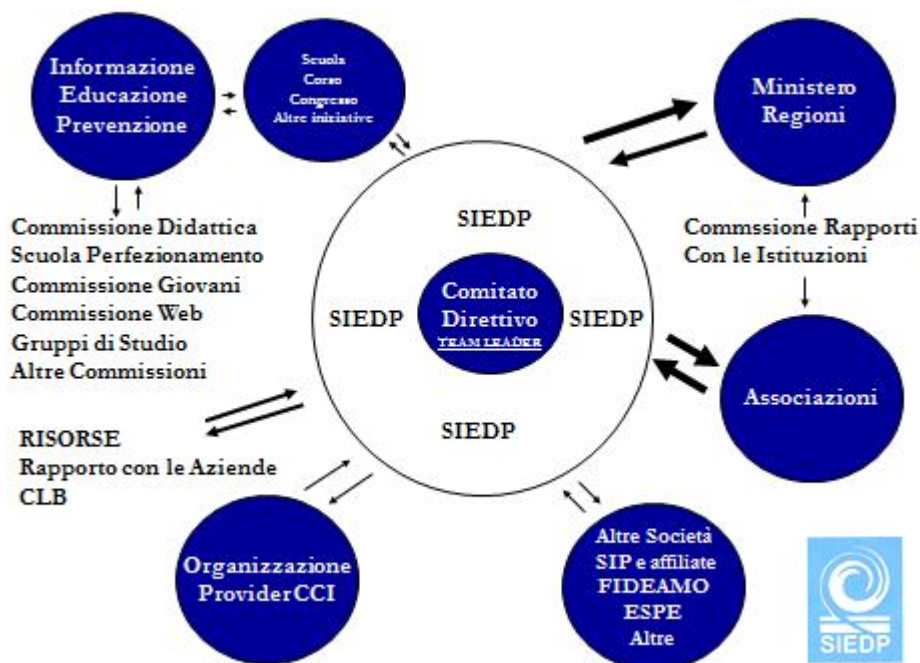 Informazione
Educazione
Prevenzione
Scuola
Corso
Congresso
Altre iniziative
Ministero
Regioni
Commissione Didattica
Scuola Perfezionamento
Commissione Giovani
Commissione Web
Gruppi di Studio
Altre Commissioni
SIEDP
SIEDP
Comitato
Direttivo
TEAM LEADER
SIEDP
SIEDP
Commssione Rapporti
Con le Istituzioni
Associazioni
RISORSE
Rapporto con le Aziende
CLB
Organizzazione
Provider CCI
Altre Società
SIP e affiliate
FIDEAMO
ESPE
Altre
SIEDP